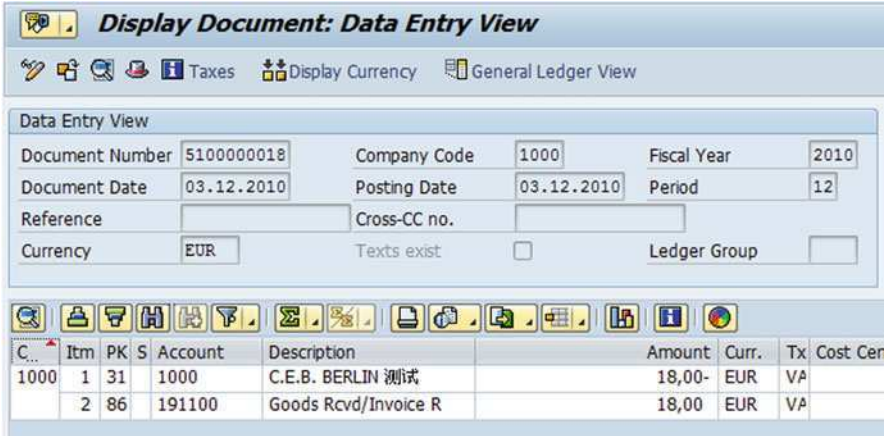 Display Document: Data Entry View
Taxes Display Currency General Ledger View
Data Entry View
Document Number 5100000018 Company Code 1000 Fiscal Year 2010
Document Date 03.12.2010 Posting Date 03.12.2010 Period 12
Reference Cross-CC no.
Currency EUR Texts exist Ledger Group
C.. Itm PK S Account Description Amount Curr. Tx Cost Cen
1000 1 31 1000 C.E.B. BERLIN 测试 18,00- EUR VA
2 86 191100 Goods Rcvd/Invoice R 18,00 EUR VA